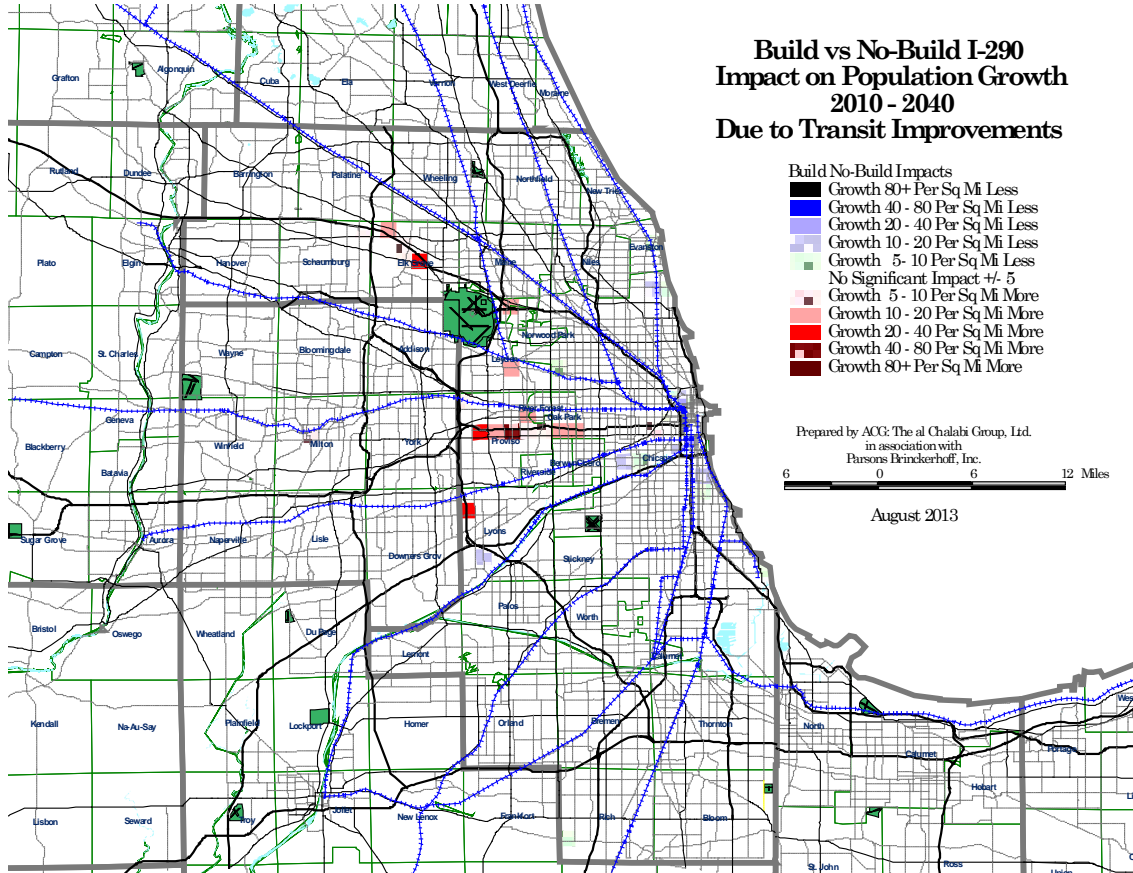 Build vs No-Build I-290
Impact on Population Growth
2010 - 2040
Due to Transit Improvements
Build No-Build Impacts
Growth 80+ Per Sq Mi Less
Growth 40 - 80 Per Sq Mi Less
Growth 20 - 40 Per Sq Mi Less
Growth 10 - 20 Per Sq Mi Less
Growth 5- 10 Per Sq Mi Less
No Significant Impact +/- 5
Growth 5 - 10 Per Sq Mi More
Growth 10 - 20 Per Sq Mi More
Growth 20 - 40 Per Sq Mi More
Growth 40 - 80 Per Sq Mi More
Growth 80+ Per Sq Mi More
Prepared by ACG: The al Chalabi Group, Ltd.
in association with
Parsons Brinckerhoff, Inc.
6 0 6 12 Miles
August 2013
Grafton
Algonquin
Cuba
Ela
Vernon
West Deerfie
Moraine
Rutland
Dundee
Barrington
Palatine
Wheeling
Northfield
New Trier
Plato
Elgin
Hanover
Schaumburg
Elk Grove
Maine
Niles
Evanston
Campton
St. Charles
Wayne
Bloomingdale
Addison
Leyden
Norwood Park
Geneva
River Forest
Oak Park
Blackberry
Batavia
Winfield
Milton
York
Proviso
Riverside
Berwyn
Cicero
Chicago
Sugar Grove
Aurora
Naperville
Lisle
Downers Grov
Lyons
Stickney
Bristol
Oswego
Wheatland
Du Page
Lemont
Palos
Worth
Calumet
Kendall
Na-Au-Say
Plainfield
Lockport
Homer
Orland
Bremen
Thornton
North
Calumet
Portage
Wes
Hobart
Lisbon
Seward
Troy
Joliet
New Lenox
Frankfort
Rich
Bloom
St. John
Ross
Union